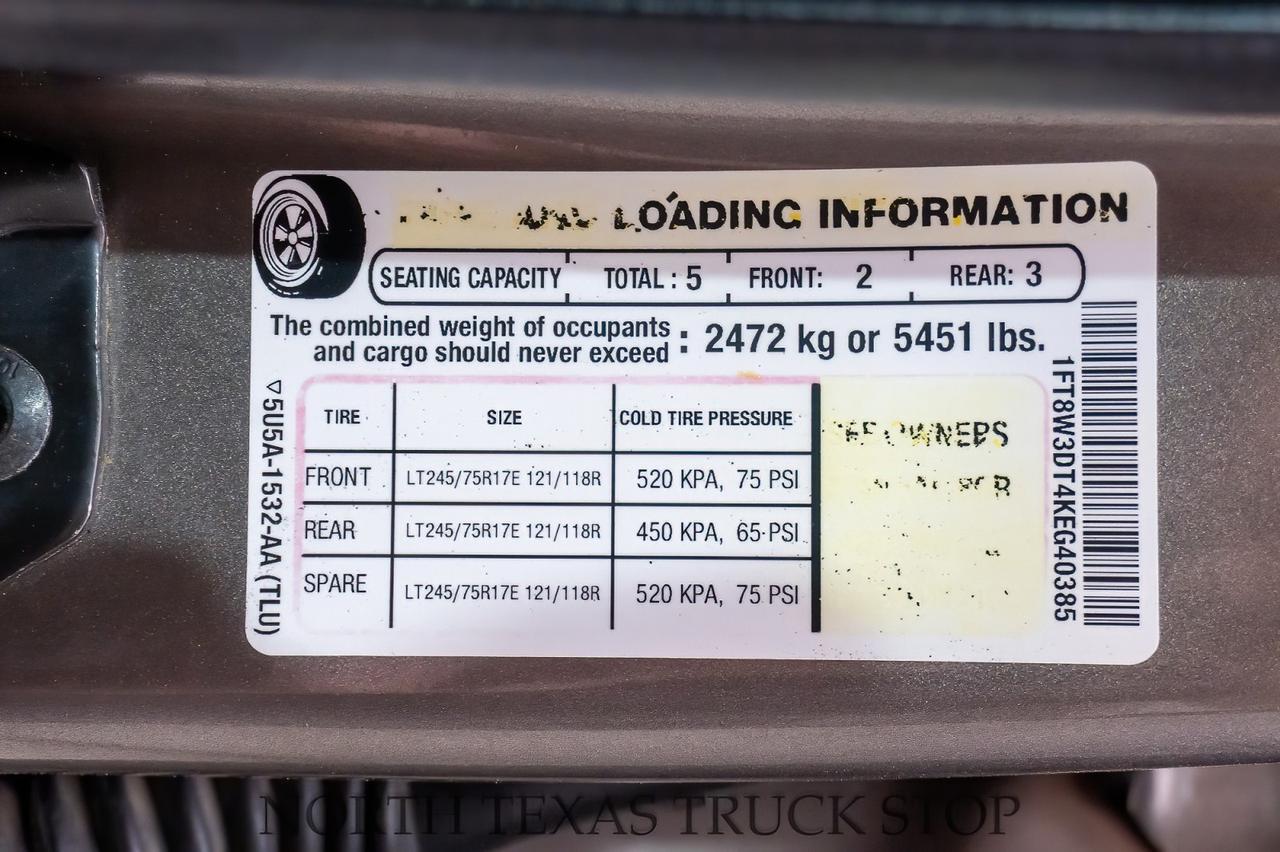 LOADING INFORMATION
SEATING CAPACITY TOTAL : 5 FRONT: 2 REAR: 3
The combined weight of occupants
and cargo should never exceed : 2472 kg or 5451 lbs.
TIRE SIZE COLD TIRE PRESSURE
FRONT LT245/75R17E 121/118R 520 KPA, 75 PSI
REAR LT245/75R17E 121/118R 450 KPA, 65 PSI
SPARE LT245/75R17E 121/118R 520 KPA, 75 PSI
OWNERS
5U5A-1532-AA (TLU)
1FT8W3DT4KEG40385
NORTH TEXAS TRUCK STOP